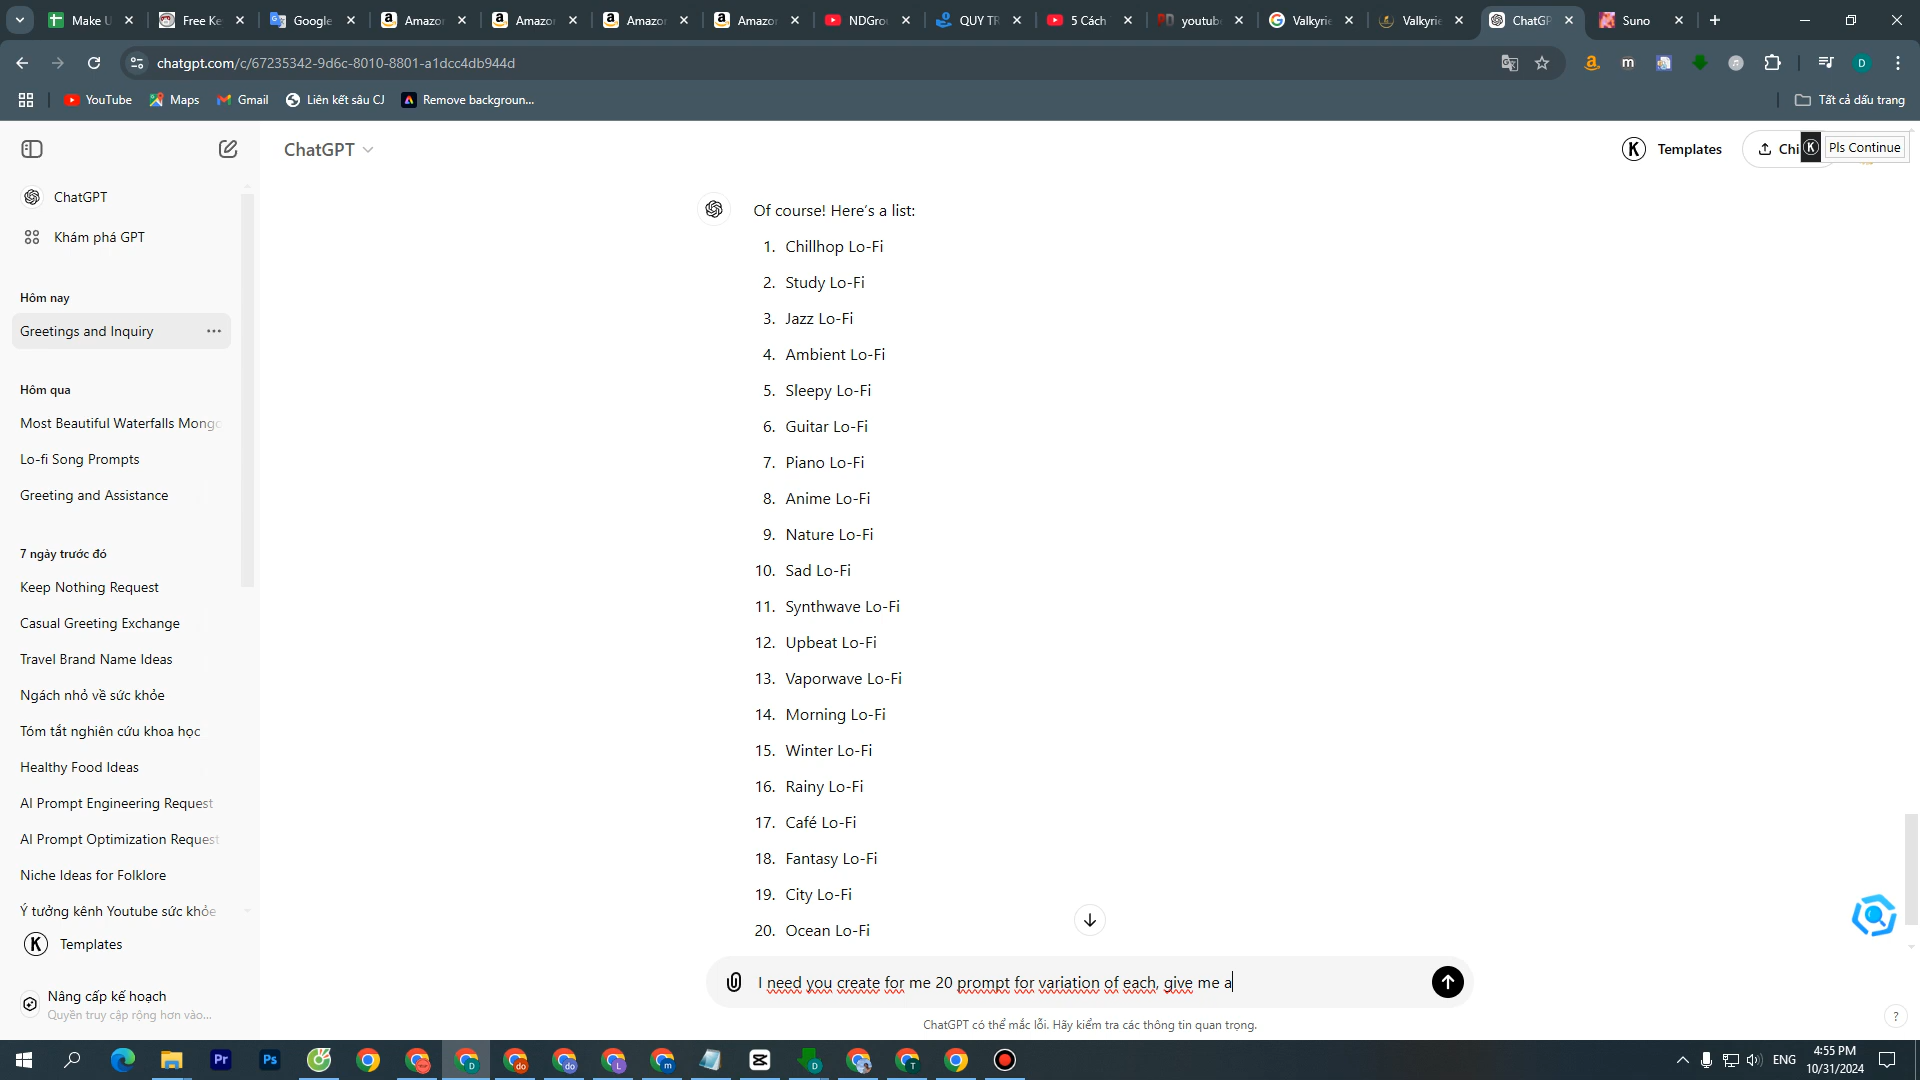 Make U
Free Ke
Google
Amazon
Amazon
Amazon
Amazon
NDGro
QUY TR
5 Cách
youtube
Valkyrie
Valkyrie
ChatGP
Suno
chatgpt.com/c/67235342-9d6c-8010-8801-a1dcc4db944d
YouTube
Maps
Gmail
Liên kết sâu CJ
Remove backgroun...
Tất cả dấu trang
ChatGPT
Templates
Chi
Pls Continue
ChatGPT
Khám phá GPT
Hôm nay
Greetings and Inquiry
Hôm qua
Most Beautiful Waterfalls Mongo
Lo-fi Song Prompts
Greeting and Assistance
7 ngày trước đó
Keep Nothing Request
Casual Greeting Exchange
Travel Brand Name Ideas
Ngách nhỏ về sức khỏe
Tóm tắt nghiên cứu khoa học
Healthy Food Ideas
AI Prompt Engineering Request
AI Prompt Optimization Request
Niche Ideas for Folklore
Ý tưởng kênh Youtube sức khỏe
Templates
Nâng cấp kế hoạch
Quyền truy cập rộng hơn vào...
Of course! Here's a list:
1. Chillhop Lo-Fi
2. Study Lo-Fi
3. Jazz Lo-Fi
4. Ambient Lo-Fi
5. Sleepy Lo-Fi
6. Guitar Lo-Fi
7. Piano Lo-Fi
8. Anime Lo-Fi
9. Nature Lo-Fi
10. Sad Lo-Fi
11. Synthwave Lo-Fi
12. Upbeat Lo-Fi
13. Vaporwave Lo-Fi
14. Morning Lo-Fi
15. Winter Lo-Fi
16. Rainy Lo-Fi
17. Café Lo-Fi
18. Fantasy Lo-Fi
19. City Lo-Fi
20. Ocean Lo-Fi
I need you create for me 20 prompt for variation of each, give me a
ChatGPT có thể mắc lỗi. Hãy kiểm tra các thông tin quan trọng.
ENG
4:55 PM
10/31/2024